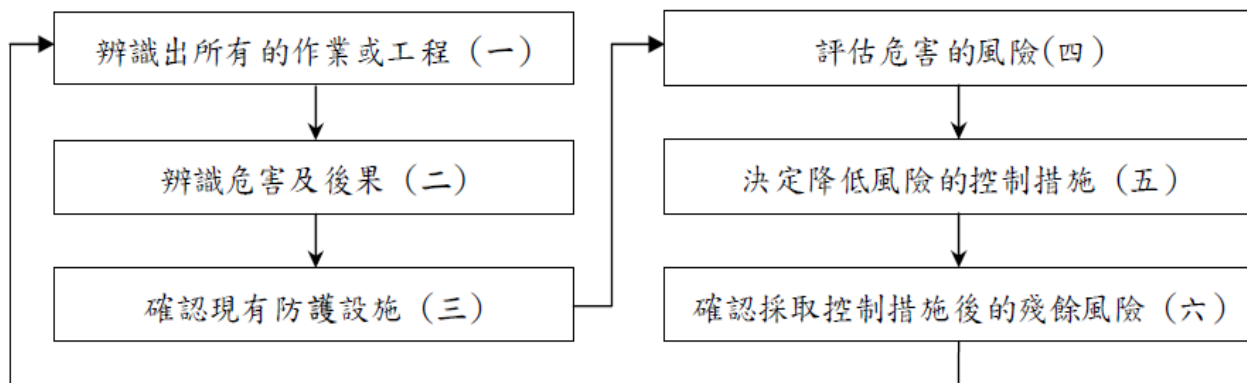 辨識出所有的作業或工程（一）
辨識危害及後果（二）
確認現有防護設施（三）
評估危害的風險(四)
決定降低風險的控制措施（五）
確認採取控制措施後的殘餘風險（六）